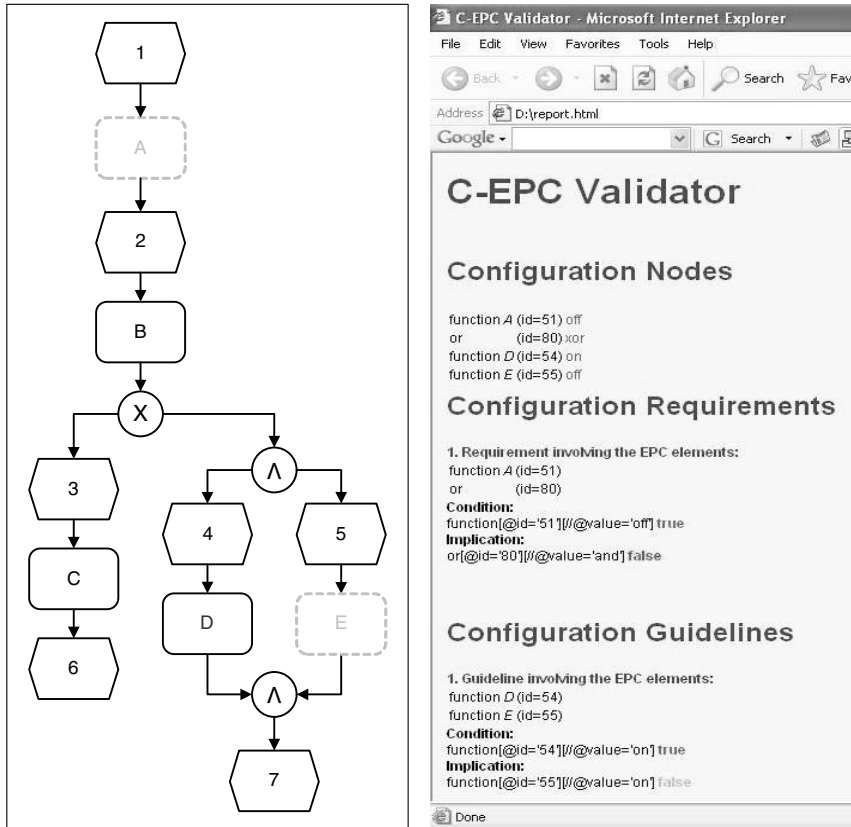 1
A
2
B
X
Λ
3
4
5
C
D
E
6
Λ
7
C-EPC Validator - Microsoft Internet Explorer
File Edit View Favorites Tools Help
Back Search Fav
Address D:\report.html
Google Search
C-EPC Validator
Configuration Nodes
function A (id=51) off
or (id=80) xor
function D (id=54) on
function E (id=55) off
Configuration Requirements
1. Requirement involving the EPC elements:
function A (id=51)
or (id=80)
Condition:
function[@id='51'][//@value='off'] true
Implication:
or[@id='80'][//@value='and'] false
Configuration Guidelines
1. Guideline involving the EPC elements:
function D (id=54)
function E (id=55)
Condition:
function[@id='54'][//@value='on'] true
Implication:
function[@id='55'][//@value='on'] false
Done